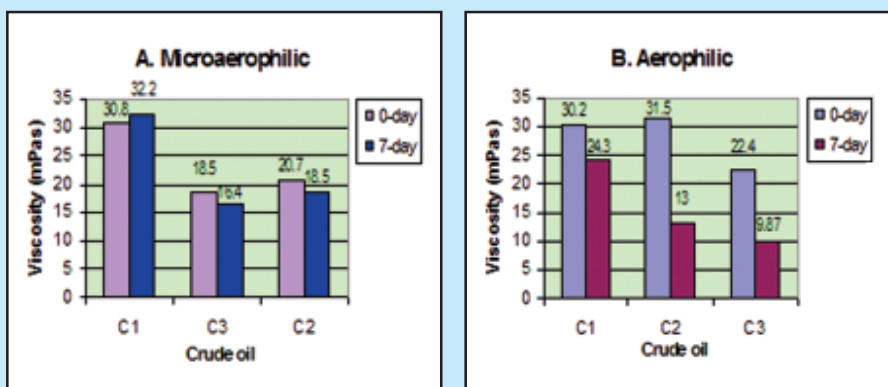 A. Microaerophilic
Viscosity (mPas)
35
30
25
20
15
10
5
0
30.8
32.2
18.5
16.4
20.7
18.5
C1
C3
C2
Crude oil
0-day
7-day
B. Aerophilic
Viscosity (mPas)
35
30
25
20
15
10
5
0
30.2
24.3
31.5
13
22.4
9.87
C1
C2
C3
Crude oil
0-day
7-day